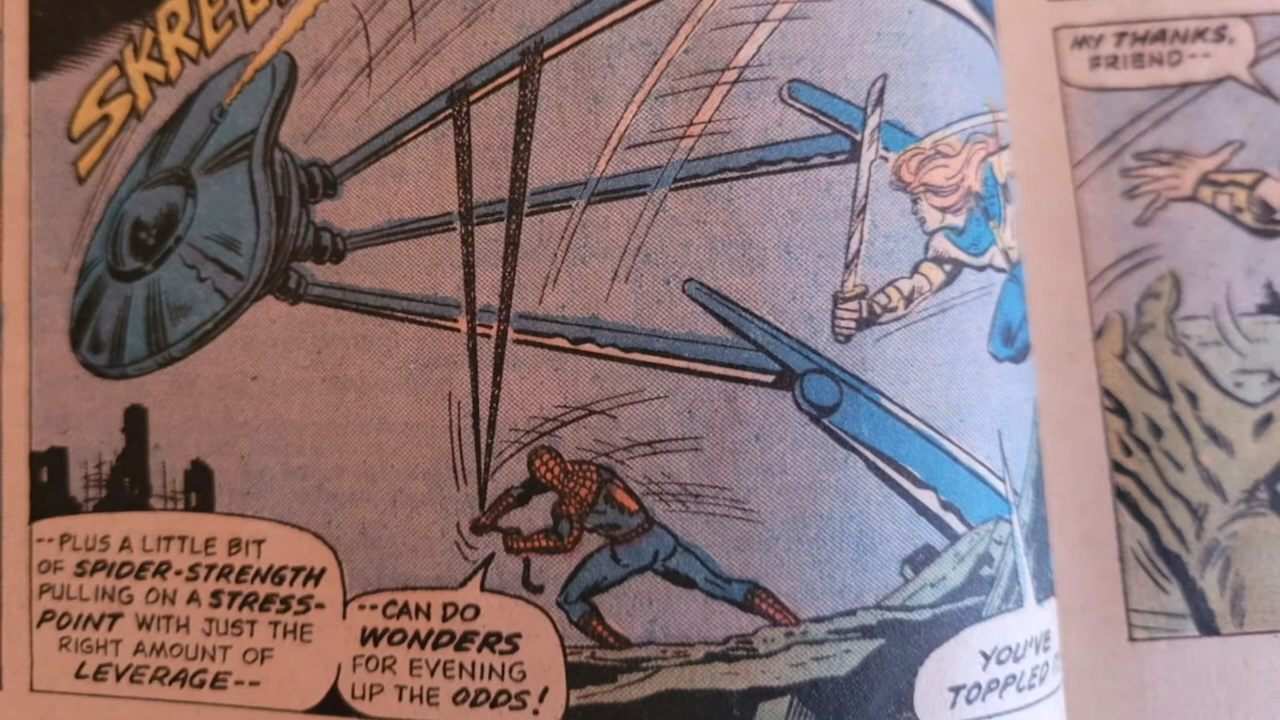 --PLUS A LITTLE BIT
OF SPIDER-STRENGTH
PULLING ON A STRESS-
POINT WITH JUST THE
RIGHT AMOUNT OF
LEVERAGE--
--CAN DO
WONDERS
FOR EVENING
UP THE ODDS!
YOU'VE
TOPPLED
MY THANKS,
FRIEND--